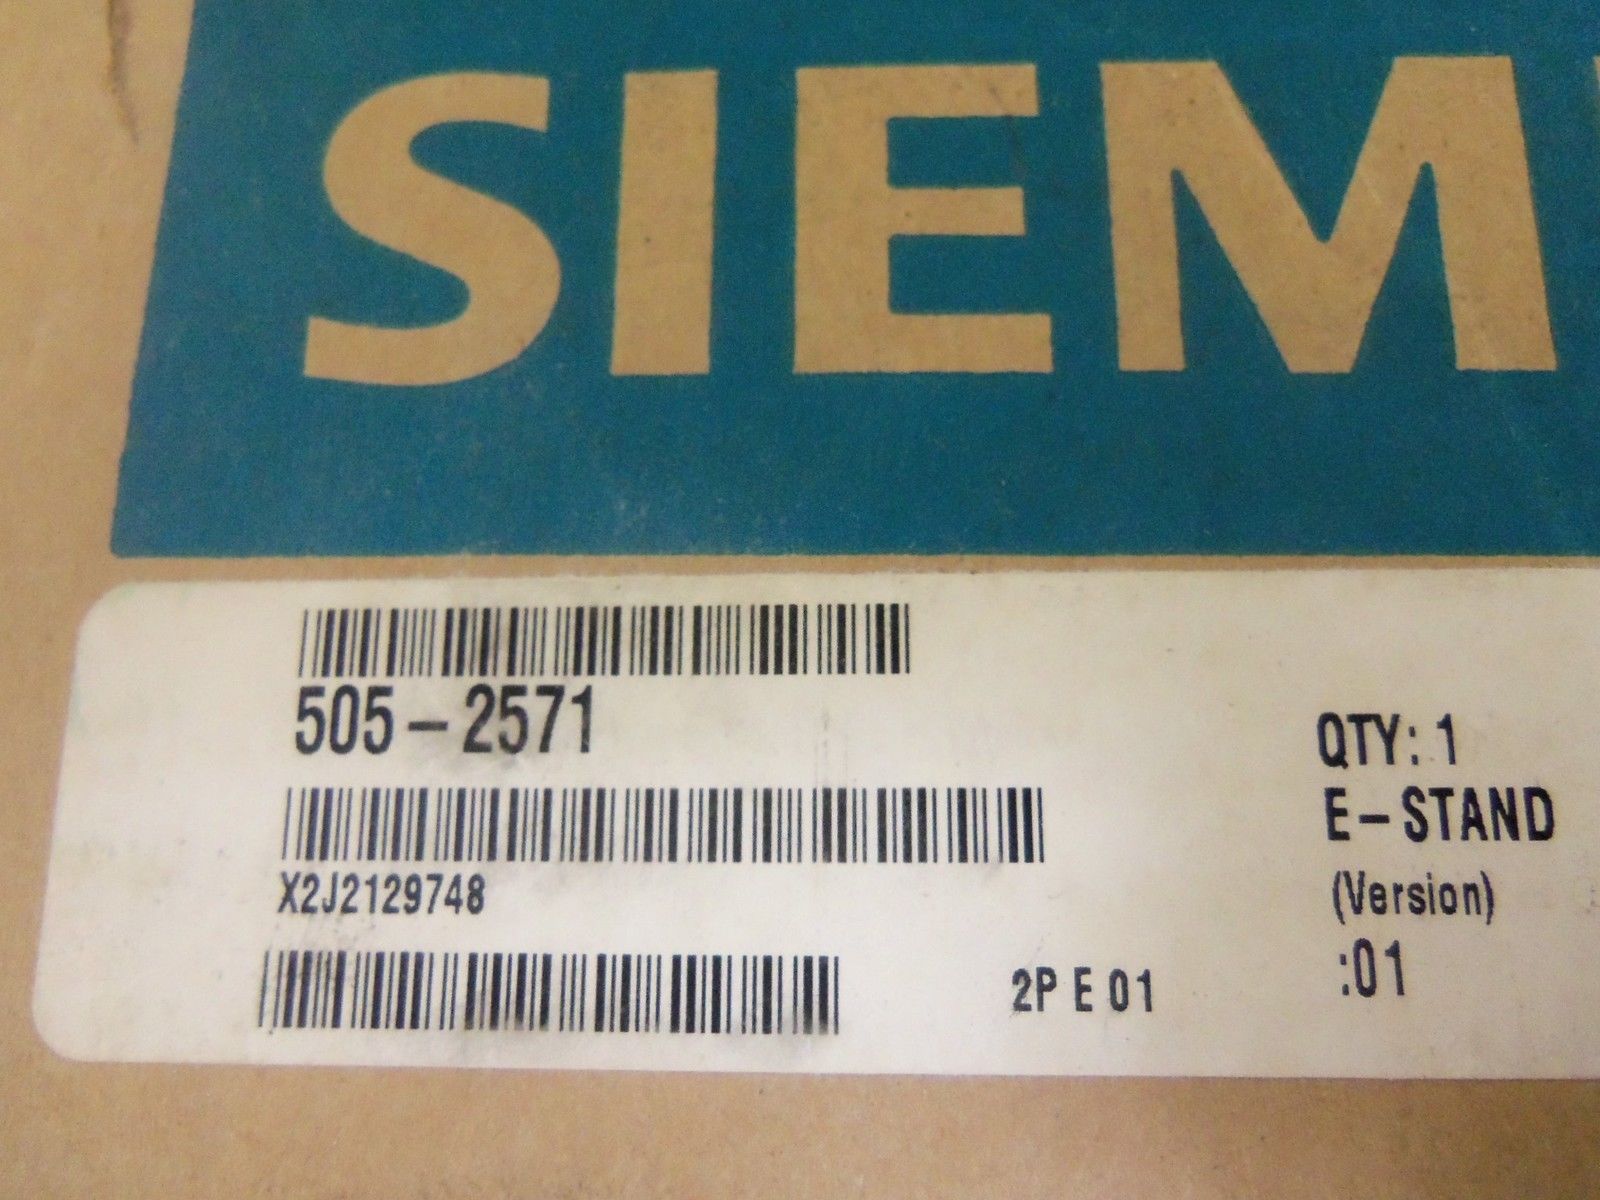 SIEM
505-2571
QTY: 1
X2J2129748
E-STAND
(Version)
:01
2P E 01